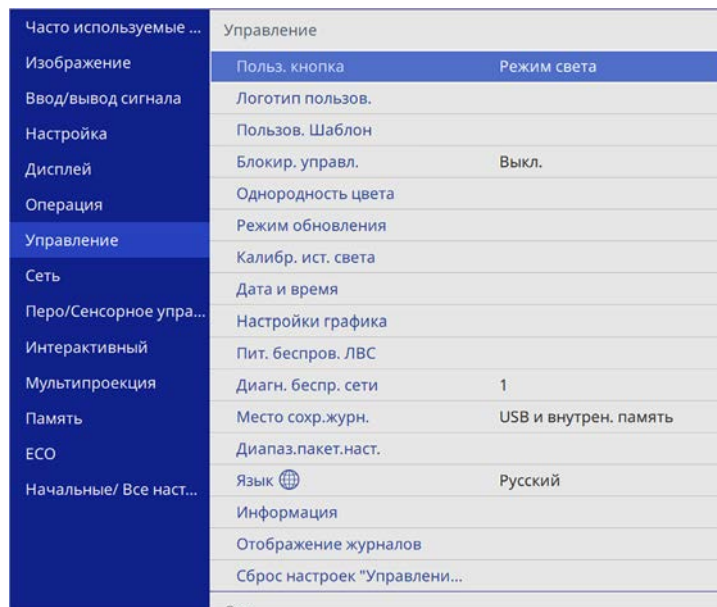 Часто используемые ...
Изображение
Ввод/вывод сигнала
Настройка
Дисплей
Операция
Управление
Сеть
Перо/Сенсорное упра...
Интерактивный
Мультипроекция
Память
ECO
Начальные/ Все наст...
Управление
Польз. кнопка Режим света
Логотип пользов.
Пользов. Шаблон
Блокир. управл. Выкл.
Однородность цвета
Режим обновления
Калибр. ист. света
Дата и время
Настройки графика
Пит. беспров. ЛВС
Диагн. беспр. сети 1
Место сохр.журн. USB и внутрен. память
Диапаз.пакет.наст.
Язык Русский
Информация
Отображение журналов
Сброс настроек "Управлени...